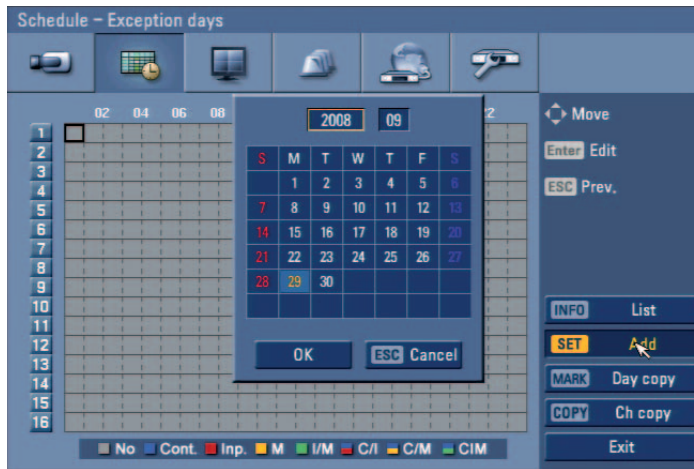 Schedule – Exception days
02 04 06 08 22
2008 09
S M T W T F S
1 2 3 4 5 6
7 8 9 10 11 12 13
14 15 16 17 18 19 20
21 22 23 24 25 26 27
28 29 30
OK
ESC Cancel
1
2
3
4
5
6
7
8
9
10
11
12
13
14
15
16
No Cont. Inp. M I/M C/I C/M CIM
Move
Enter Edit
ESC Prev.
INFO List
SET Add
MARK Day copy
COPY Ch copy
Exit